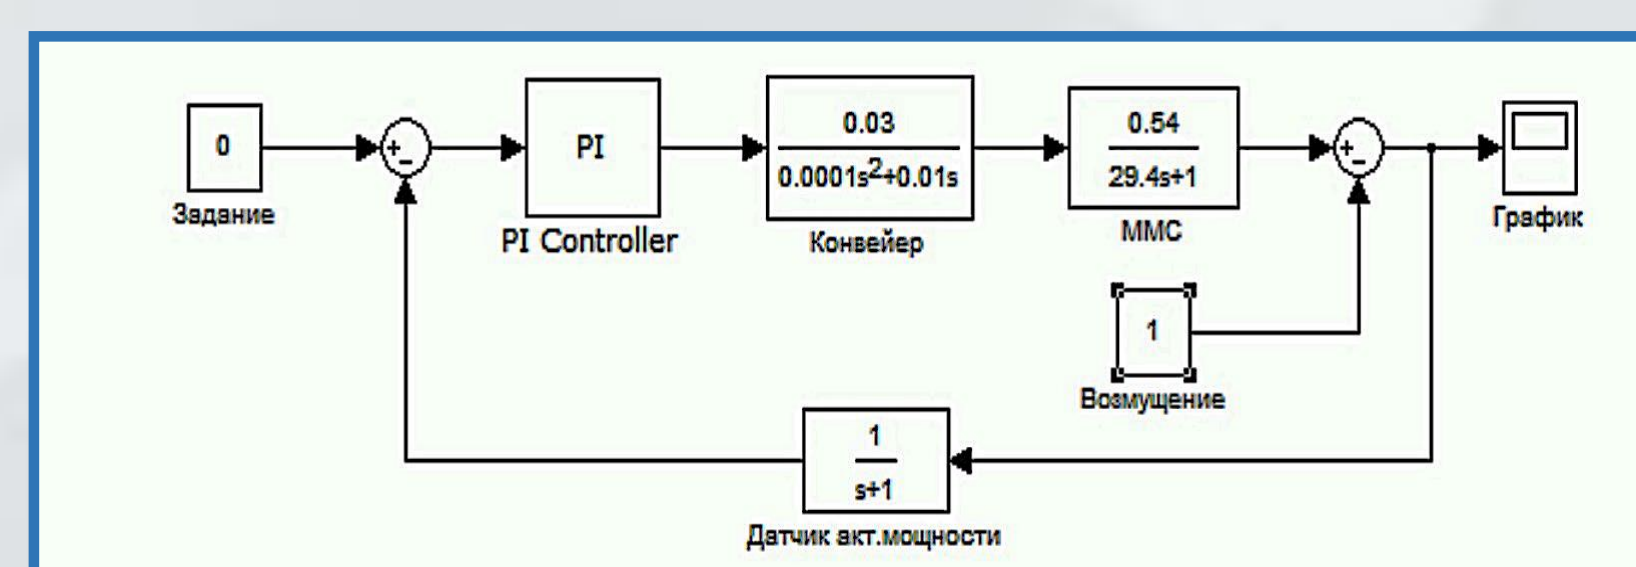 0
Задание
+
−
PI
PI Controller
0.03
0.0001s2+0.01s
Конвейер
0.54
29.4s+1
ММС
+
−
График
1
Возмущение
1
s+1
Датчик акт.мощности